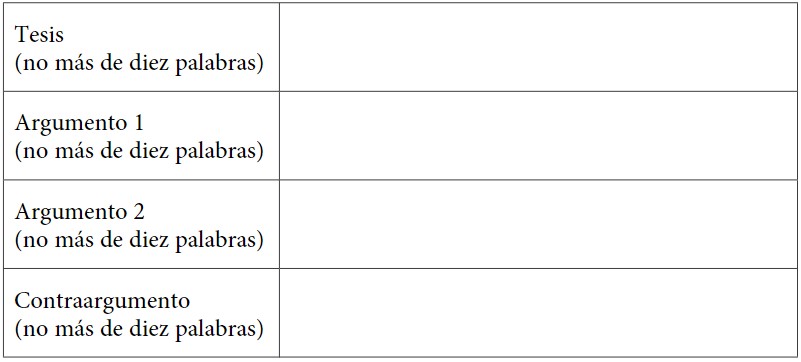 Tesis
(no más de diez palabras)
Argumento 1
(no más de diez palabras)
Argumento 2
(no más de diez palabras)
Contraargumento
(no más de diez palabras)